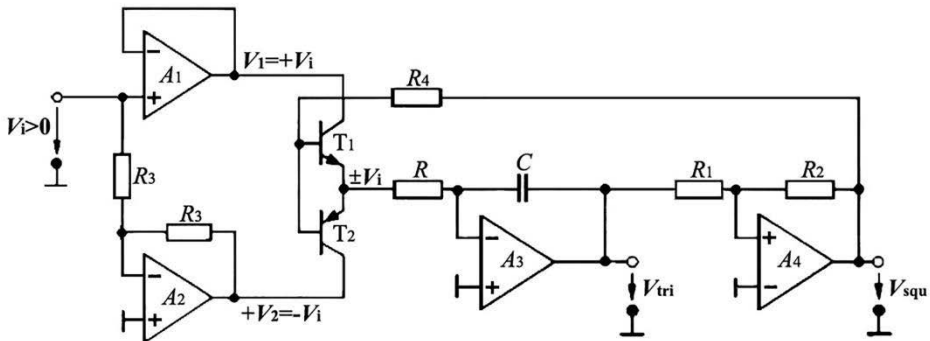 A1
V1=+Vi
Vi>0
R3
R3
A2
+V2=-Vi
R4
T1
±Vi
T2
R
C
A3
Vtri
R1
R2
A4
Vsqu
-
+
-
+
-
+
+
-